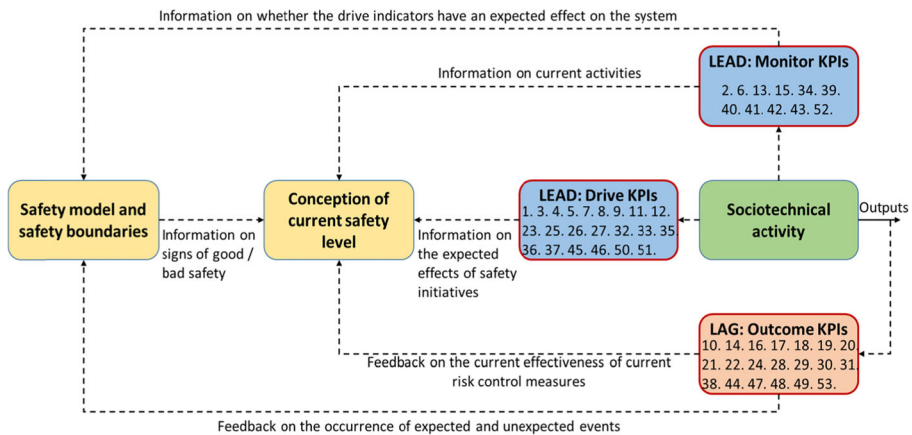 Information on whether the drive indicators have an expected effect on the system
LEAD: Monitor KPIs
2. 6. 13. 15. 34. 39.
40. 41. 42. 43. 52.
Information on current activities
Safety model and
safety boundaries
Information on
signs of good /
bad safety
Conception of
current safety
level
Information on
the expected
effects of safety
initiatives
LEAD: Drive KPIs
1. 3. 4. 5. 7. 8. 9. 11. 12.
23. 25. 26. 27. 32. 33. 35.
36. 37. 45. 46. 50. 51.
Sociotechnical
activity
Outputs
LAG: Outcome KPIs
10. 14. 16. 17. 18. 19. 20.
21. 22. 24. 28. 29. 30. 31.
38. 44. 47. 48. 49. 53.
Feedback on the current effectiveness of current
risk control measures
Feedback on the occurrence of expected and unexpected events